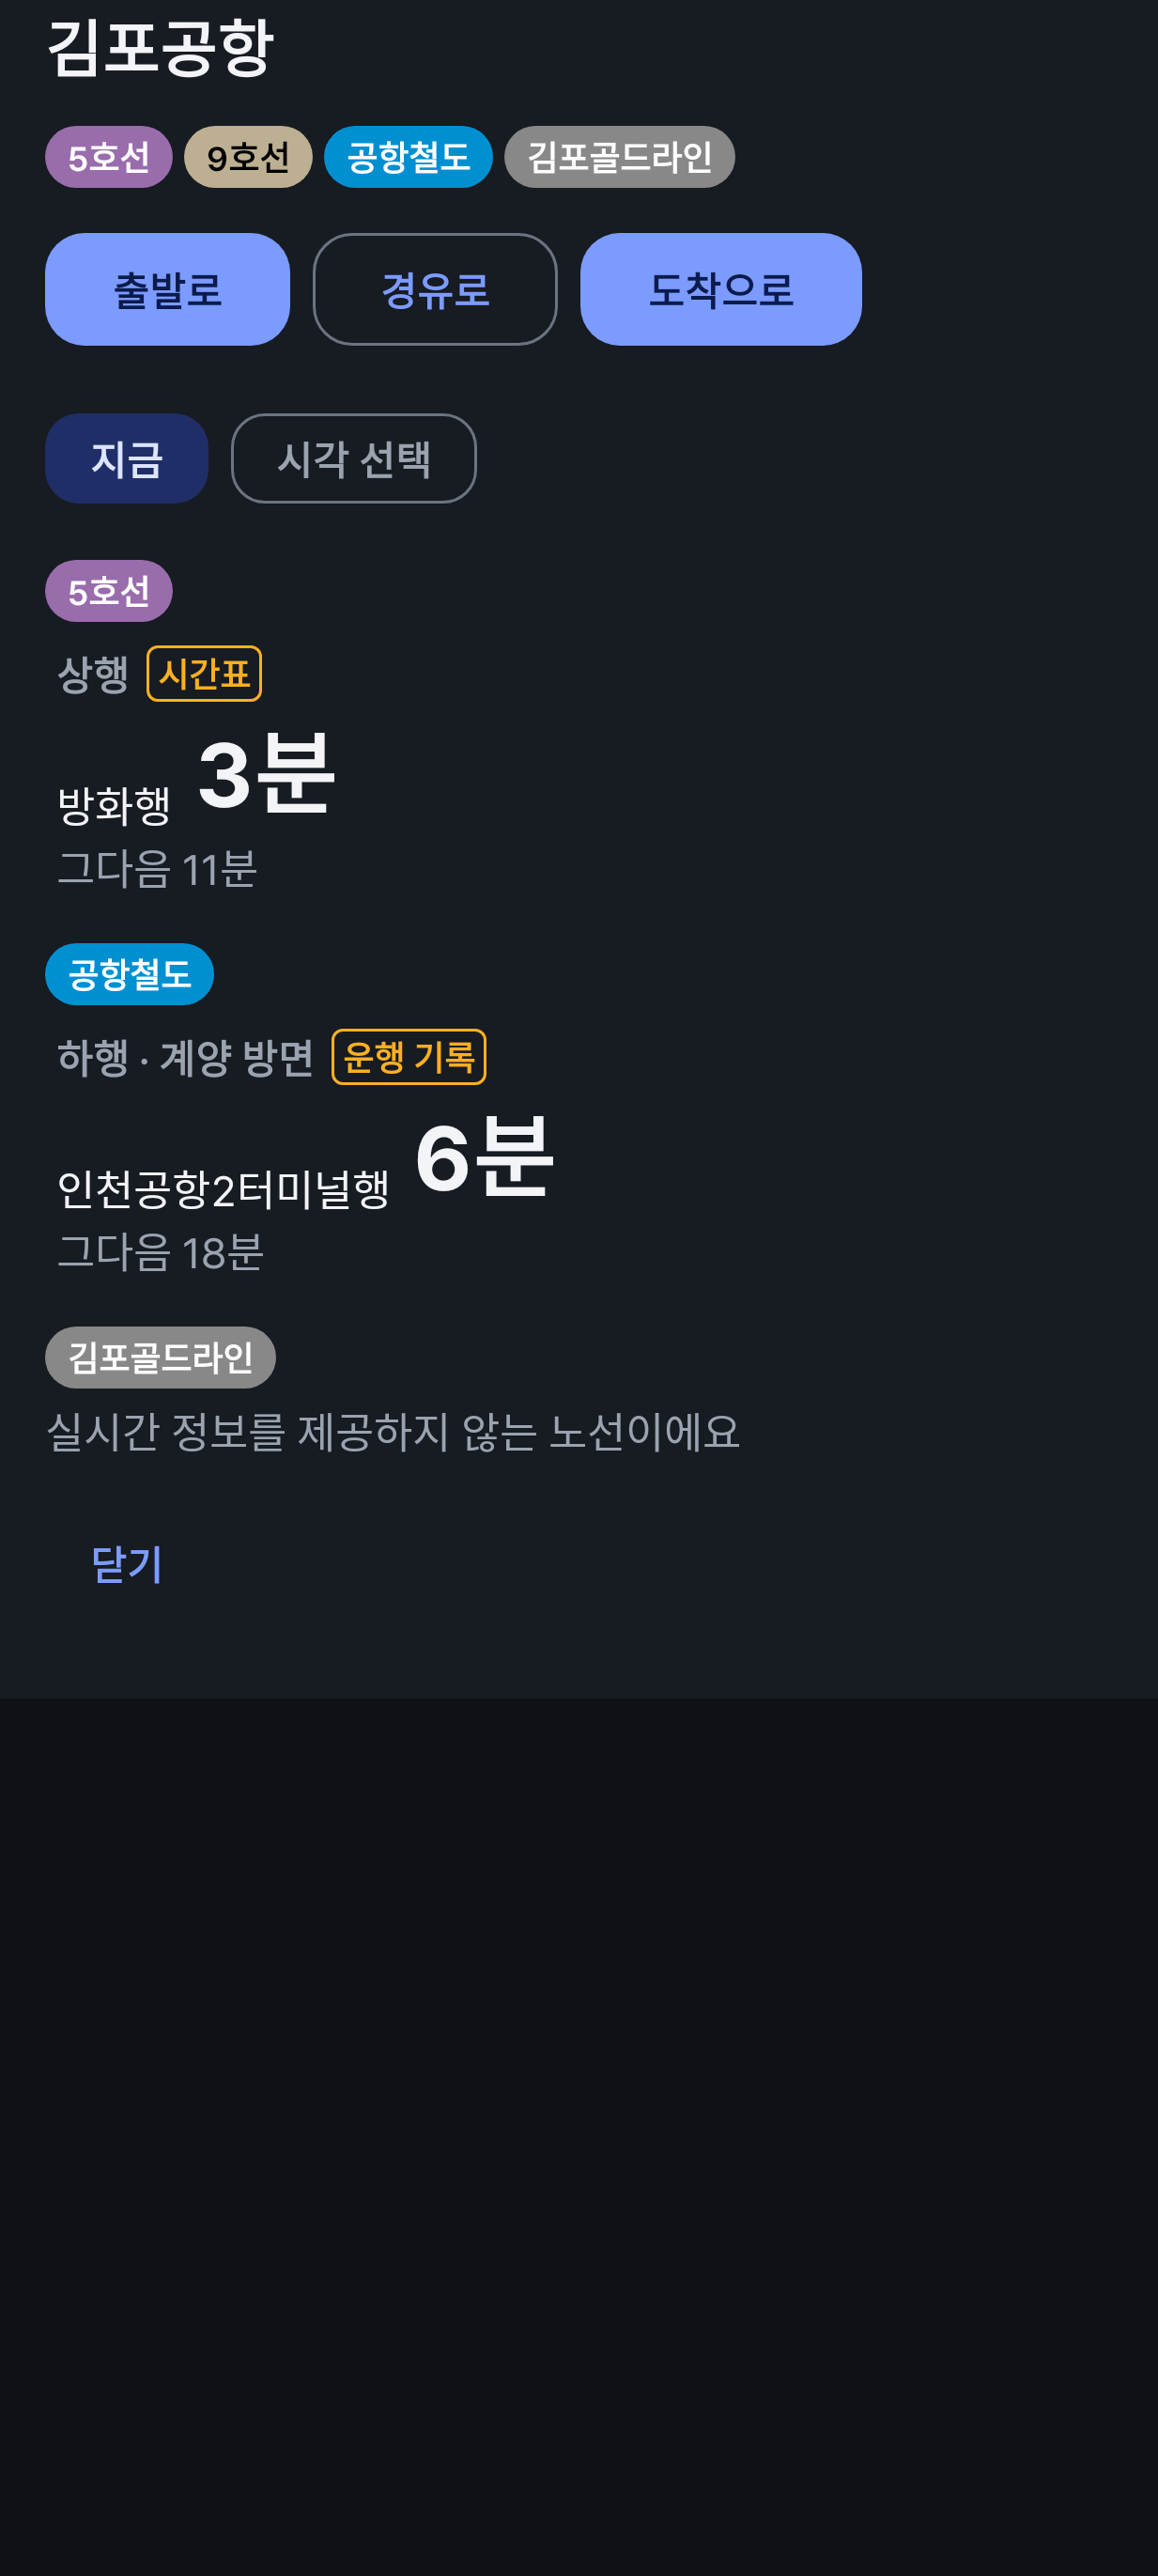 김포공항
5호선 9호선 공항철도 김포골드라인
출발로 경유로 도착으로
지금 시각 선택
5호선
상행 시간표
방화행 3분
그다음 11분
공항철도
하행 · 계양 방면 운행 기록
인천공항2터미널행 6분
그다음 18분
김포골드라인
실시간 정보를 제공하지 않는 노선이에요
닫기